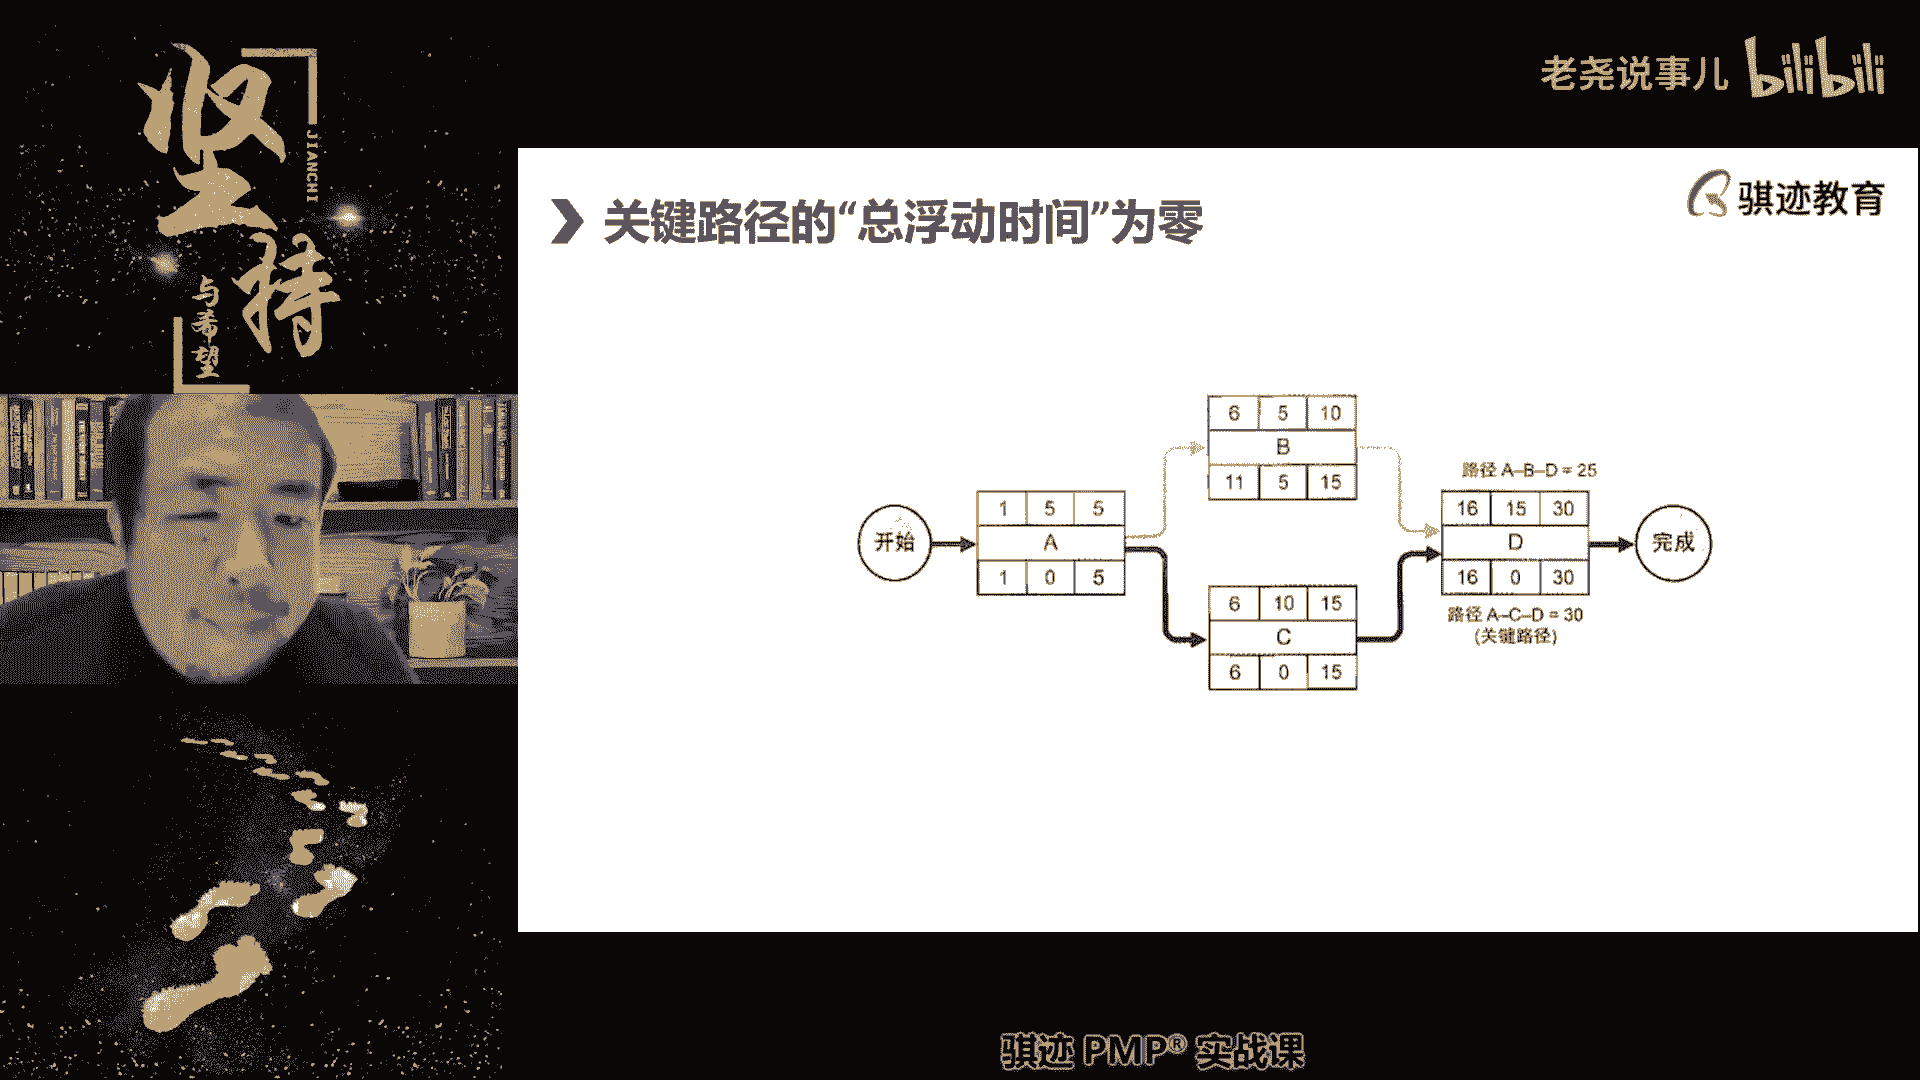 坚持
JIANCHI
与希望
老尧说事儿 bilibili
骐迹教育
关键路径的“总浮动时间”为零
6 5 10
B
11 5 15
路径 A–B–D = 25
开始
1 5 5
A
1 0 5
16 15 30
D
16 0 30
完成
6 10 15
C
6 0 15
路径 A–C–D = 30
(关键路径)
骐迹 PMP® 实战课